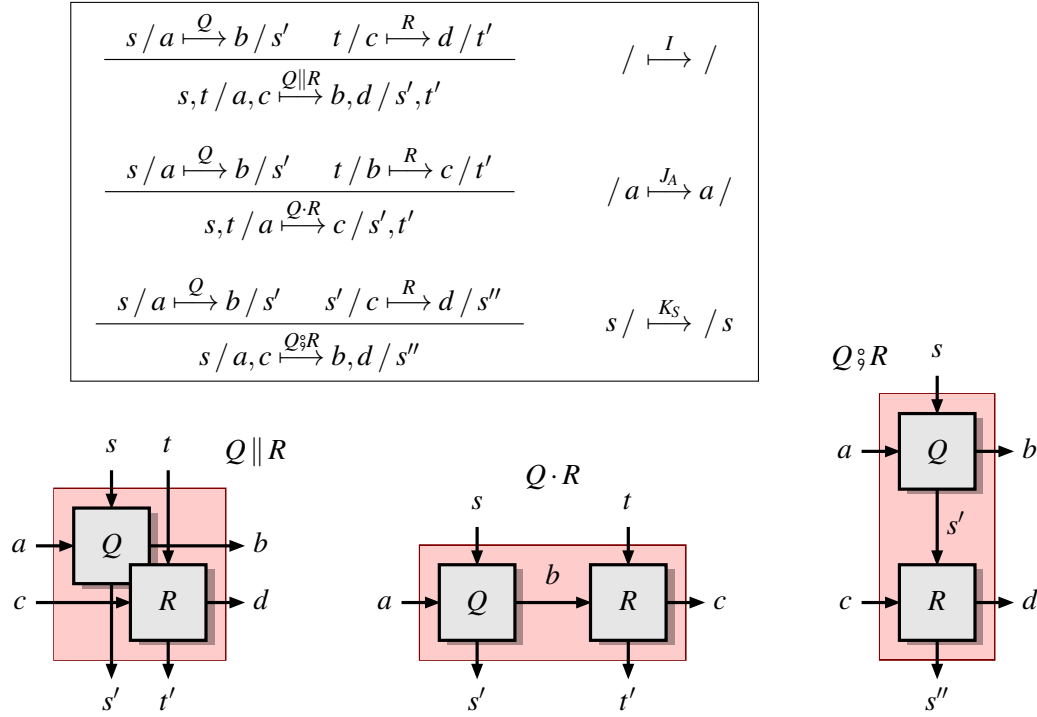 s / a ⟼^Q b / s′ t / c ⟼^R d / t′
s, t / a, c ⟼^{Q∥R} b, d / s′, t′
/ ⟼^I /
s / a ⟼^Q b / s′ t / b ⟼^R c / t′
s, t / a ⟼^{Q·R} c / s′, t′
/ a ⟼^{J_A} a /
s / a ⟼^Q b / s′ s′ / c ⟼^R d / s″
s / a, c ⟼^{Q⨟R} b, d / s″
s / ⟼^{K_S} / s
s t Q ∥ R
a Q b
c R d
s′ t′
Q · R
s t
a Q b R c
s′ t′
Q ⨟ R s
a Q b
s′
c R d
s″